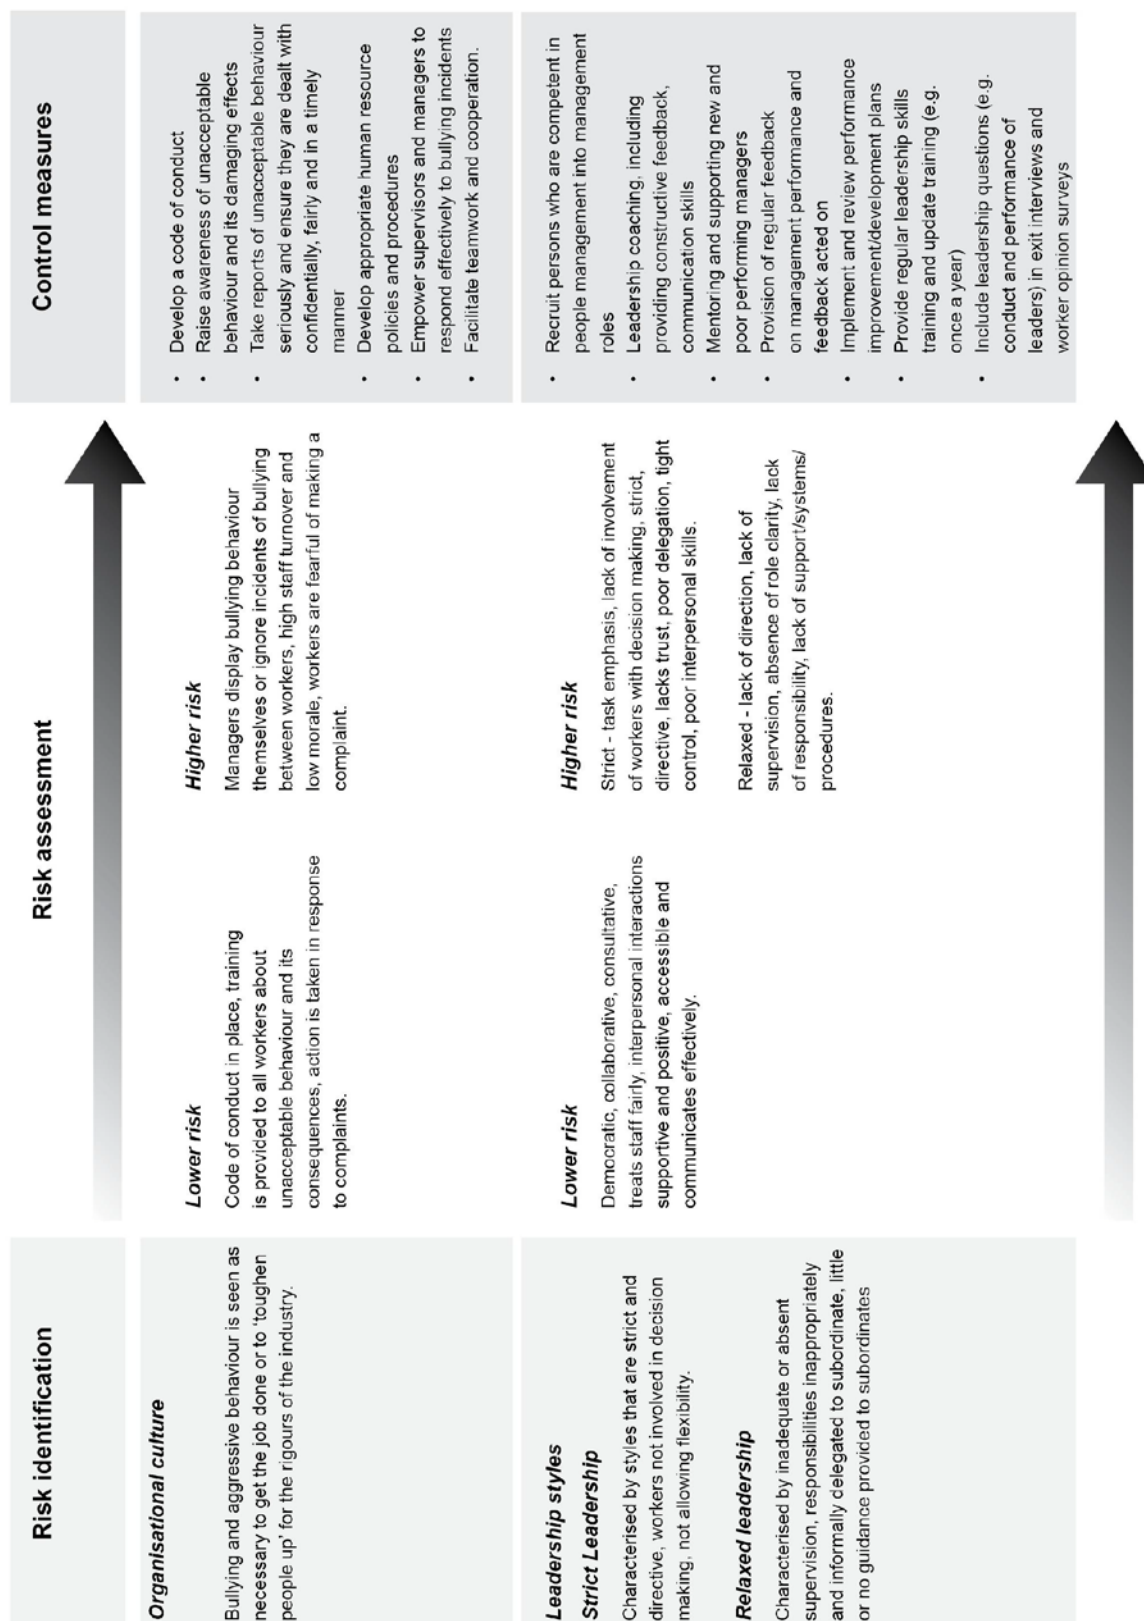 Risk identification
Risk assessment
Control measures
Organisational culture
Bullying and aggressive behaviour is seen as
necessary to get the job done or to 'toughen
people up' for the rigours of the industry.
Lower risk
Code of conduct in place, training
is provided to all workers about
unacceptable behaviour and its
consequences, action is taken in response
to complaints.
Higher risk
Managers display bullying behaviour
themselves or ignore incidents of bullying
between workers, high staff turnover and
low morale, workers are fearful of making a
complaint.
• Develop a code of conduct
• Raise awareness of unacceptable
behaviour and its damaging effects
• Take reports of unacceptable behaviour
seriously and ensure they are dealt with
confidentially, fairly and in a timely
manner
• Develop appropriate human resource
policies and procedures
• Empower supervisors and managers to
respond effectively to bullying incidents
• Facilitate teamwork and cooperation.
Leadership styles
Strict Leadership
Characterised by styles that are strict and
directive, workers not involved in decision
making, not allowing flexibility.
Relaxed leadership
Characterised by inadequate or absent
supervision, responsibilities inappropriately
and informally delegated to subordinate, little
or no guidance provided to subordinates
Lower risk
Democratic, collaborative, consultative,
treats staff fairly, interpersonal interactions
supportive and positive, accessible and
communicates effectively.
Higher risk
Strict - task emphasis, lack of involvement
of workers with decision making, strict,
directive, lacks trust, poor delegation, tight
control, poor interpersonal skills.
Relaxed - lack of direction, lack of
supervision, absence of role clarity, lack
of responsibility, lack of support/systems/
procedures.
• Recruit persons who are competent in
people management into management
roles
• Leadership coaching, including
providing constructive feedback,
communication skills
• Mentoring and supporting new and
poor performing managers
• Provision of regular feedback
on management performance and
feedback acted on
• Implement and review performance
improvement/development plans
• Provide regular leadership skills
training and update training (e.g.
once a year)
• Include leadership questions (e.g.
conduct and performance of
leaders) in exit interviews and
worker opinion surveys